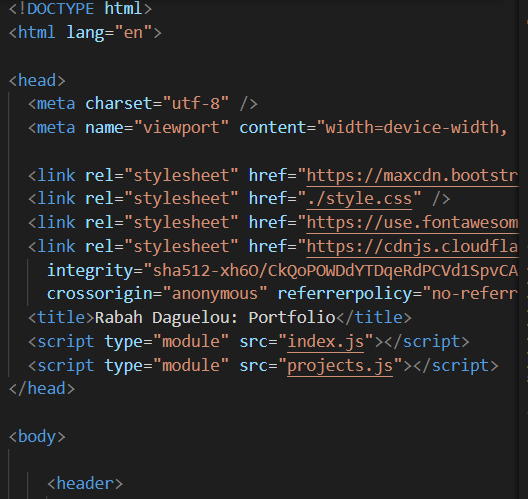 <!DOCTYPE html>
<html lang="en">
<head>
<meta charset="utf-8" />
<meta name="viewport" content="width=device-width,
<link rel="stylesheet" href="https://maxcdn.bootstr
<link rel="stylesheet" href="./style.css" />
<link rel="stylesheet" href="https://use.fontawesom
<link rel="stylesheet" href="https://cdnjs.cloudfla
integrity="sha512-xh6O/CkQoPOWDdYTDqeRdPCVd1SpvCA
crossorigin="anonymous" referrerpolicy="no-referr
<title>Rabah Daguelou: Portfolio</title>
<script type="module" src="index.js"></script>
<script type="module" src="projects.js"></script>
</head>
<body>
<header>